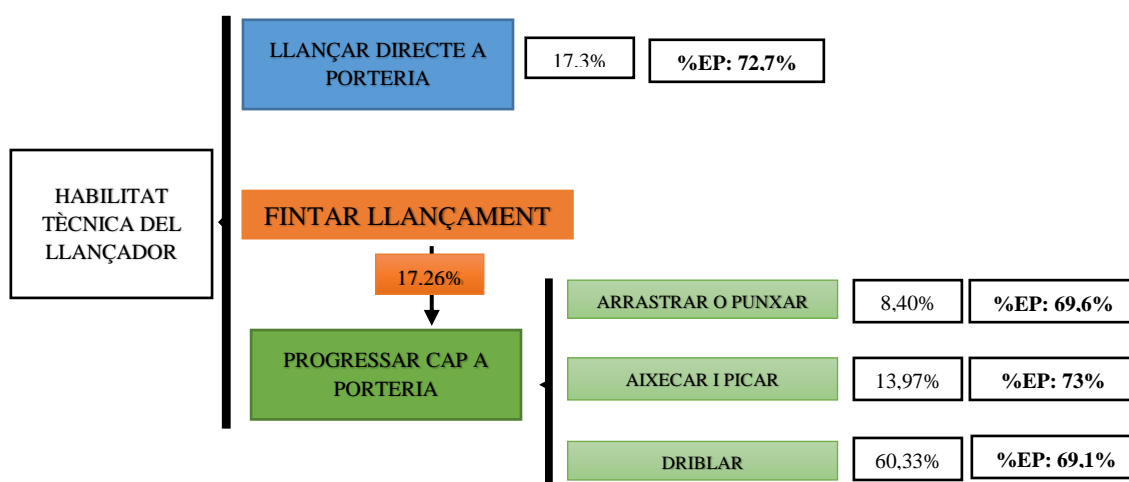 LLANÇAR DIRECTE A
PORTERIA
17.3%
%EP: 72,7%
HABILITAT
TÈCNICA DEL
LLANÇADOR
FINTAR LLANÇAMENT
17.26%
PROGRESSAR CAP A
PORTERIA
ARRASTRAR O PUNXAR
8,40%
%EP: 69,6%
AIXECAR I PICAR
13,97%
%EP: 73%
DRIBLAR
60,33%
%EP: 69,1%